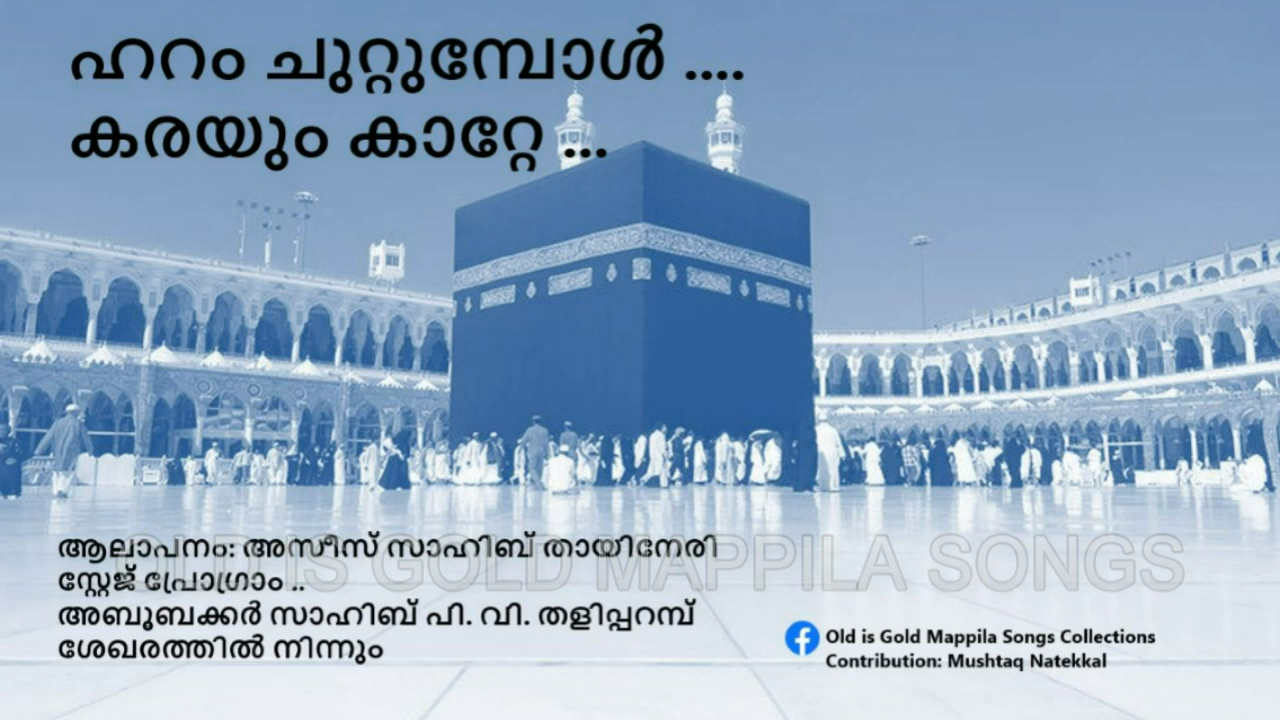 ഹറം ചുറ്റുമ്പോൾ ....
കരയും കാറ്റേ ...
ആലാപനം: അസീസ് സാഹിബ് തായിനേരി
OLD IS GOLD MAPPILA SONGS
സ്റ്റേജ് പ്രോഗ്രാം ..
അബൂബക്കർ സാഹിബ് പി. വി. തളിപ്പറമ്പ്
ശേഖരത്തിൽ നിന്നും
Old is Gold Mappila Songs Collections
Contribution: Mushtaq Natekkal